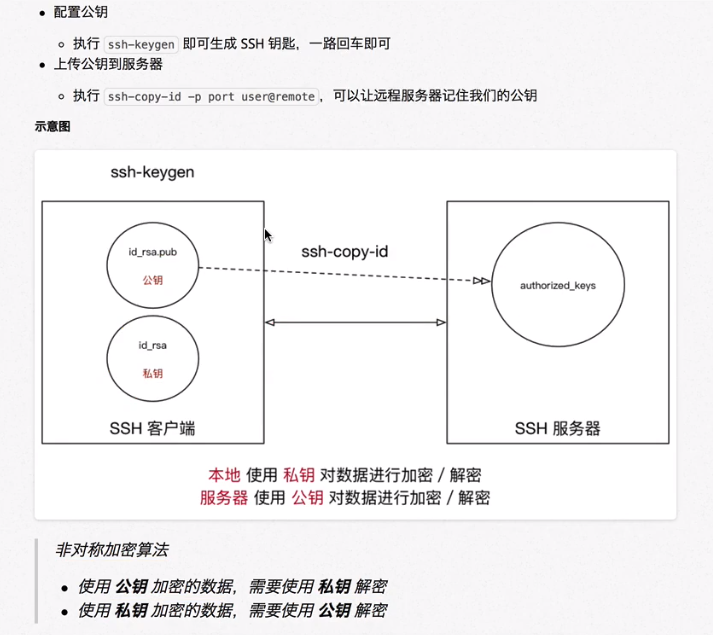 配置公钥
执行 ssh-keygen 即可生成 SSH 钥匙，一路回车即可
上传公钥到服务器
执行 ssh-copy-id -p port user@remote，可以让远程服务器记住我们的公钥
示意图
ssh-keygen
id_rsa.pub
公钥
ssh-copy-id
authorized_keys
id_rsa
私钥
SSH 客户端
SSH 服务器
本地 使用 私钥 对数据进行加密 / 解密
服务器 使用 公钥 对数据进行加密 / 解密
非对称加密算法
使用 公钥 加密的数据，需要使用 私钥 解密
使用 私钥 加密的数据，需要使用 公钥 解密